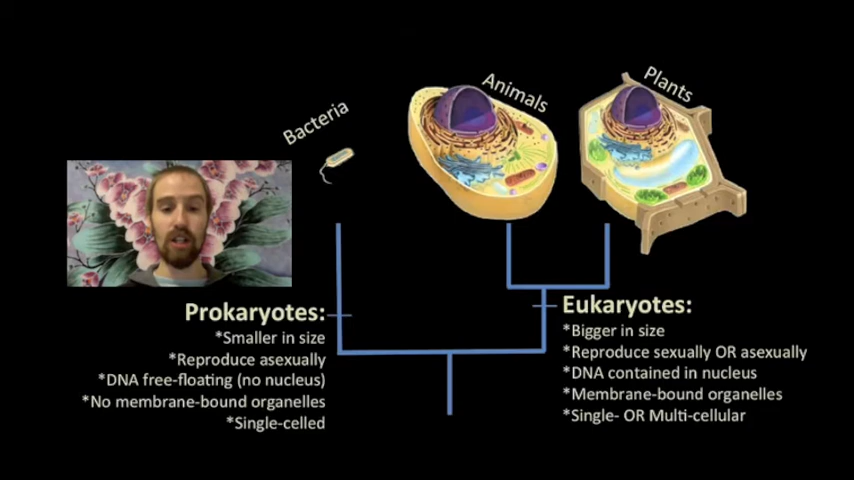 Bacteria
Animals
Plants
Prokaryotes:
*Smaller in size
*Reproduce asexually
*DNA free-floating (no nucleus)
*No membrane-bound organelles
*Single-celled
Eukaryotes:
*Bigger in size
*Reproduce sexually OR asexually
*DNA contained in nucleus
*Membrane-bound organelles
*Single- OR Multi-cellular